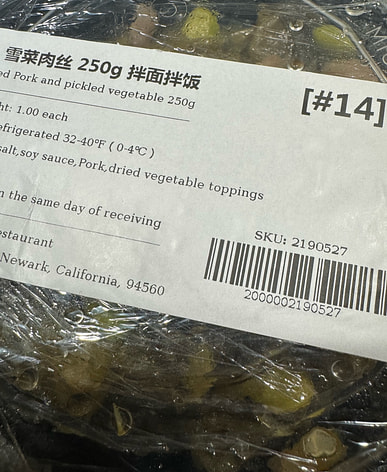 雪菜肉丝 250g 拌面拌饭
[#14]
ed Pork and pickled vegetable 250g
ht: 1.00 each
efrigerated 32-40°F ( 0-4℃ )
salt,soy sauce,Pork,dried vegetable toppings
n the same day of receiving
SKU: 2190527
estaurant
Newark, California, 94560
2000002190527